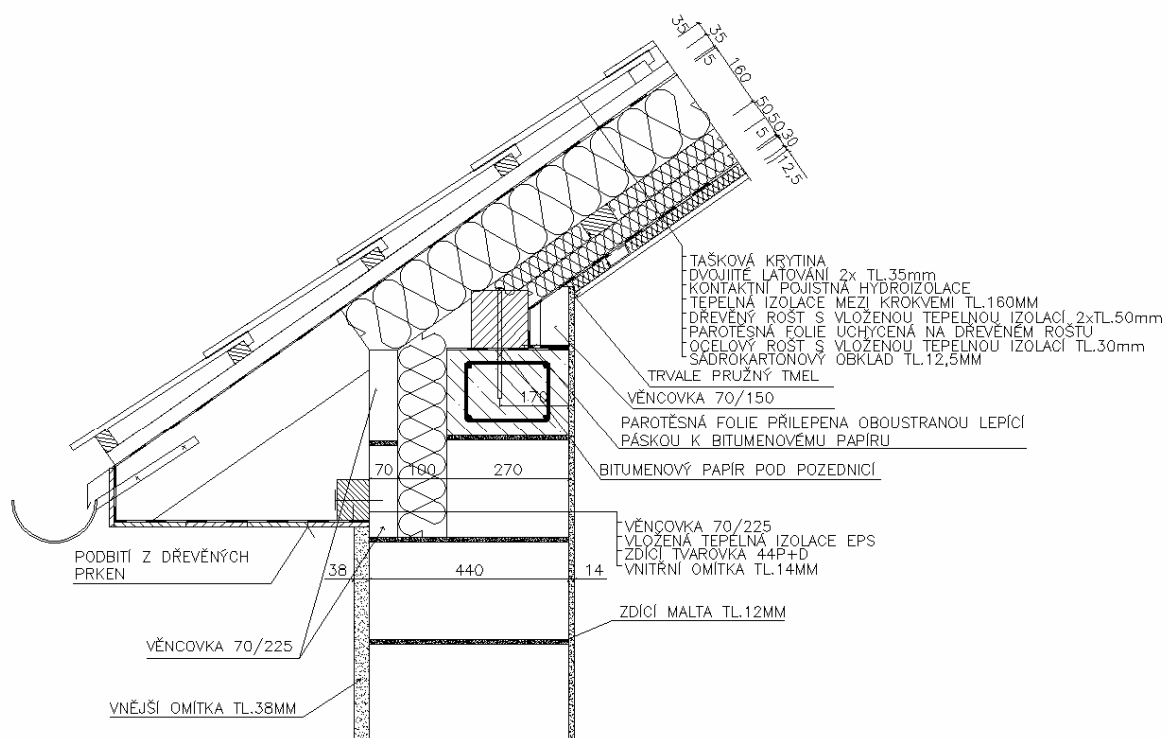 35
35
5
160
50
50
30
5
12,5
TAŠKOVÁ KRYTINA
DVOJITÉ LAŤOVÁNÍ 2x TL.35mm
KONTAKTNÍ POJISTNÁ HYDROIZOLACE
TEPELNÁ IZOLACE MEZI KROKVEMI TL.160MM
DŘEVĚNÝ ROŠT S VLOŽENOU TEPELNOU IZOLACÍ 2xTL.50mm
PAROTĚSNÁ FOLIE UCHYCENÁ NA DŘEVĚNÉM ROŠTU
OCELOVÝ ROŠT S VLOŽENOU TEPELNOU IZOLACÍ TL.30mm
SÁDROKARTONOVÝ OBKLAD TL.12,5MM
TRVALE PRUŽNÝ TMEL
VĚNCOVKA 70/150
170
PAROTĚSNÁ FOLIE PŘILEPENA OBOUSTRANOU LEPÍCÍ
PÁSKOU K BITUMENOVÉMU PAPÍRU
BITUMENOVÝ PAPÍR POD POZEDNICÍ
70 100 270
VĚNCOVKA 70/225
VLOŽENÁ TEPELNÁ IZOLACE EPS
ZDÍCÍ TVAROVKA 44P+D
VNITŘNÍ OMÍTKA TL.14MM
PODBITÍ Z DŘEVĚNÝCH
PRKEN
38 440 14
ZDÍCÍ MALTA TL.12MM
VĚNCOVKA 70/225
VNĚJŠÍ OMÍTKA TL.38MM